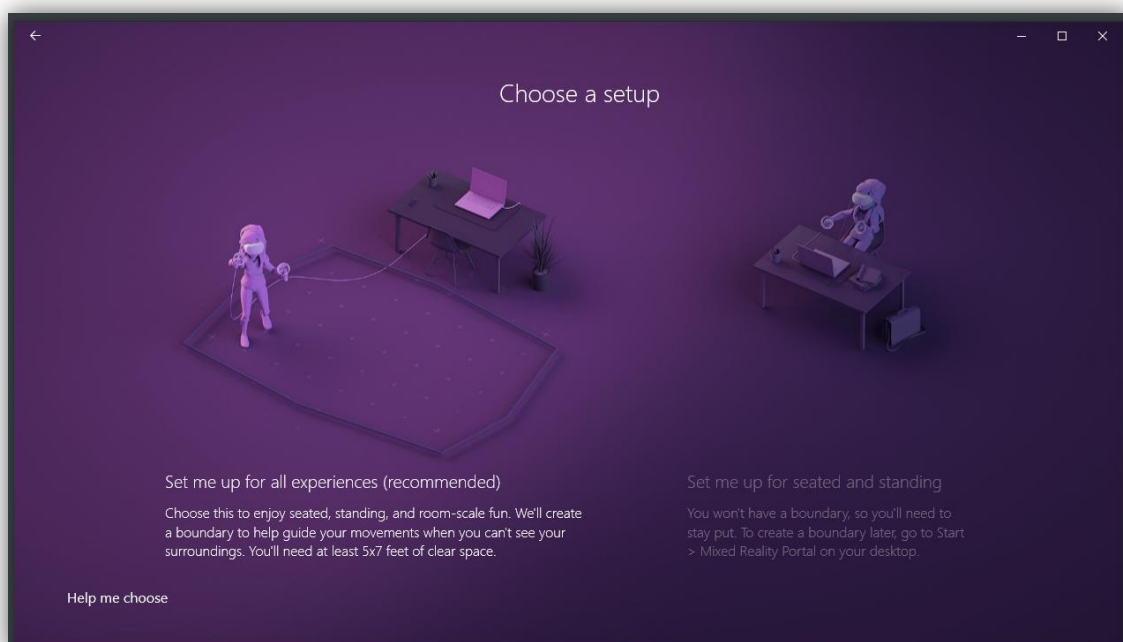 Choose a setup
Set me up for all experiences (recommended)
Choose this to enjoy seated, standing, and room-scale fun. We'll create
a boundary to help guide your movements when you can't see your
surroundings. You'll need at least 5x7 feet of clear space.
Set me up for seated and standing
You won't have a boundary, so you'll need to
stay put. To create a boundary later, go to Start
> Mixed Reality Portal on your desktop.
Help me choose